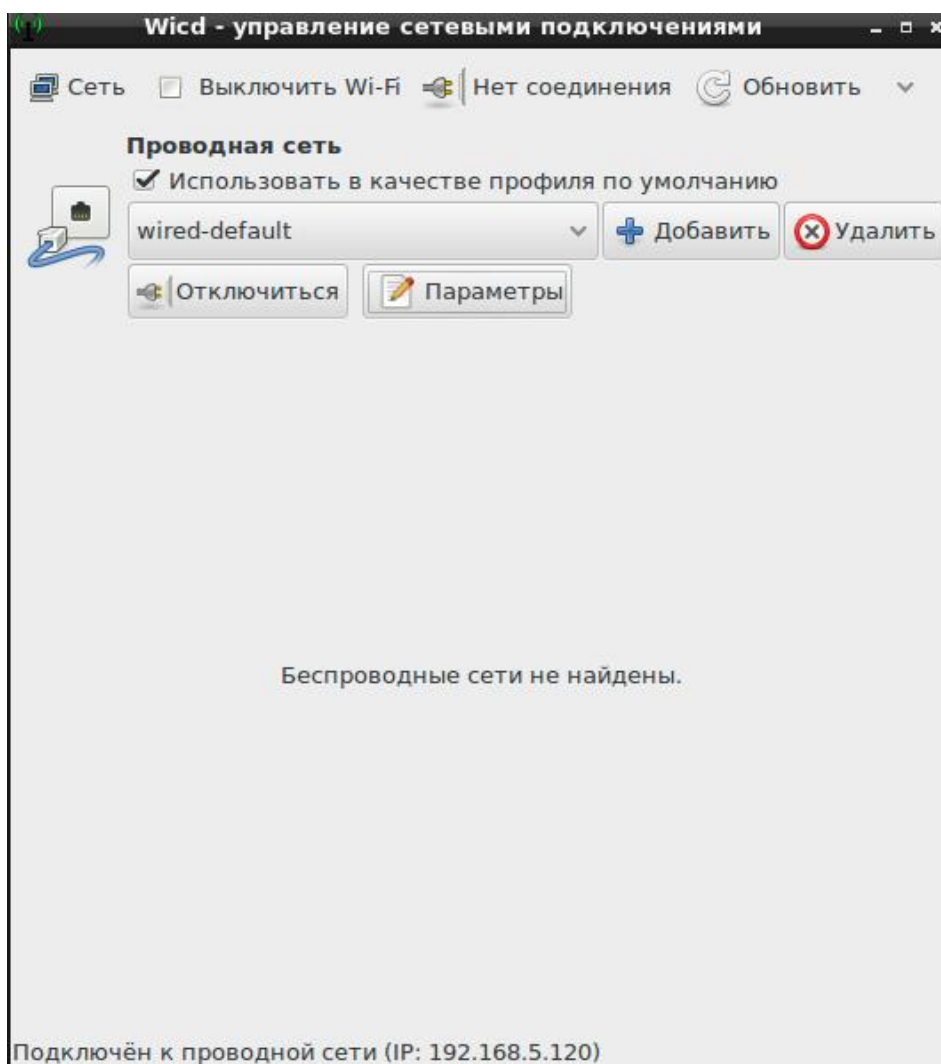 Wicd - управление сетевыми подключениями
Сеть Выключить Wi-Fi Нет соединения Обновить
Проводная сеть
Использовать в качестве профиля по умолчанию
wired-default Добавить Удалить
Отключиться Параметры
Беспроводные сети не найдены.
Подключён к проводной сети (IP: 192.168.5.120)